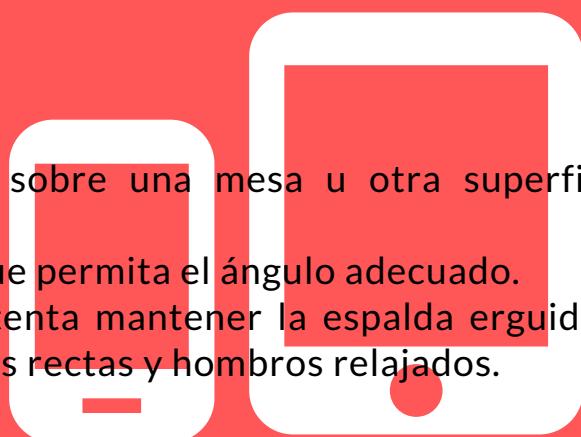 sobre una mesa u otra superfi
ue permita el ángulo adecuado.
tenta mantener la espalda erguid
s rectas y hombros relajados.